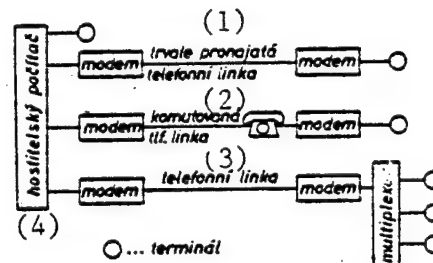 (1)
modem
trvale pronajatá
telefonní linka
modem
(2)
modem
komutovaná
tlf. linka
modem
(3)
modem
telefonní linka
modem
hostitelský počítač
(4)
multiplexo
O ... terminál